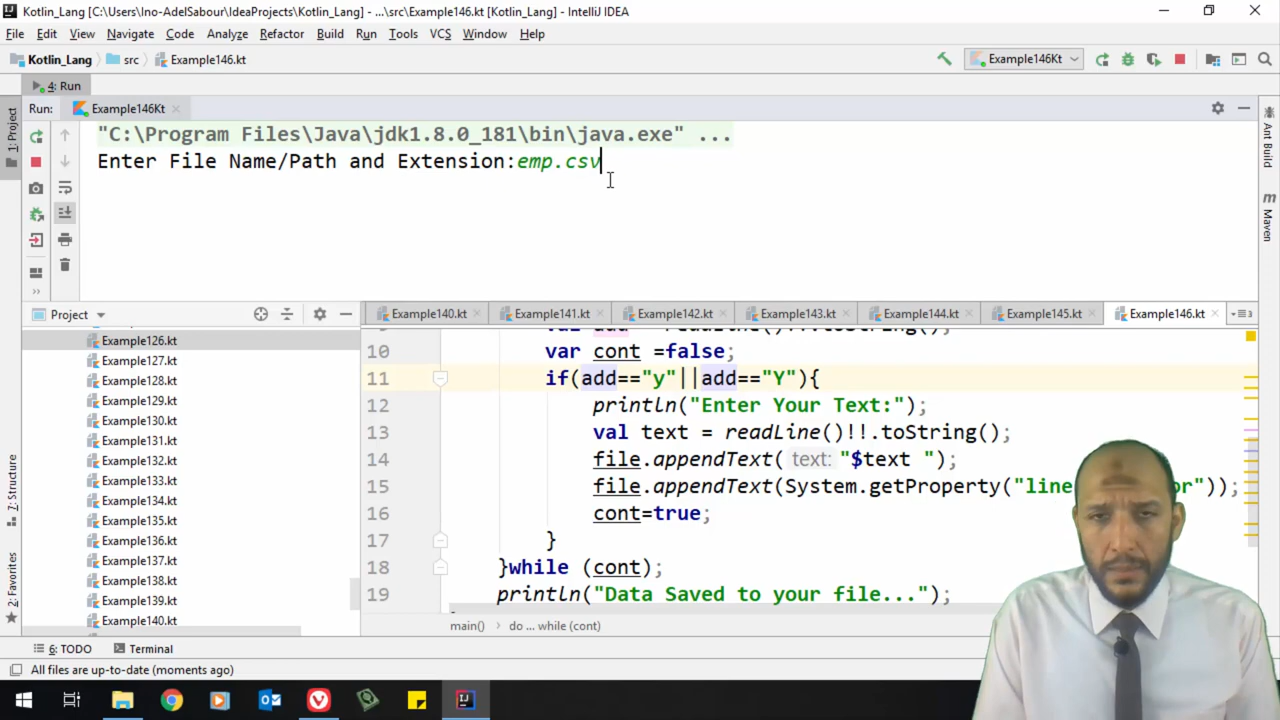 Kotlin_Lang [C:\Users\Ino-AdelSabour\IdeaProjects\Kotlin_Lang] - ...\src\Example146.kt [Kotlin_Lang] - IntelliJ IDEA
File Edit View Navigate Code Analyze Refactor Build Run Tools VCS Window Help
Kotlin_Lang src Example146.kt Example146Kt
4: Run
Run: Example146Kt
"C:\Program Files\Java\jdk1.8.0_181\bin\java.exe" ...
Enter File Name/Path and Extension:emp.csv
1: Project
Ant Build
Maven
Project
Example126.kt
Example127.kt
Example128.kt
Example129.kt
Example130.kt
Example131.kt
Example132.kt
Example133.kt
Example134.kt
Example135.kt
Example136.kt
Example137.kt
Example138.kt
Example139.kt
Example140.kt
7: Structure
2: Favorites
Example140.kt Example141.kt Example142.kt Example143.kt Example144.kt Example145.kt Example146.kt
10 var cont =false;
11 if(add=="y"||add=="Y"){
12 println("Enter Your Text:");
13 val text = readLine()!!.toString();
14 file.appendText( text: "$text ");
15 file.appendText(System.getProperty("line r"));
16 cont=true;
17 }
18 }while (cont);
19 println("Data Saved to your file...");
main() › do ... while (cont)
6: TODO Terminal
All files are up-to-date (moments ago)